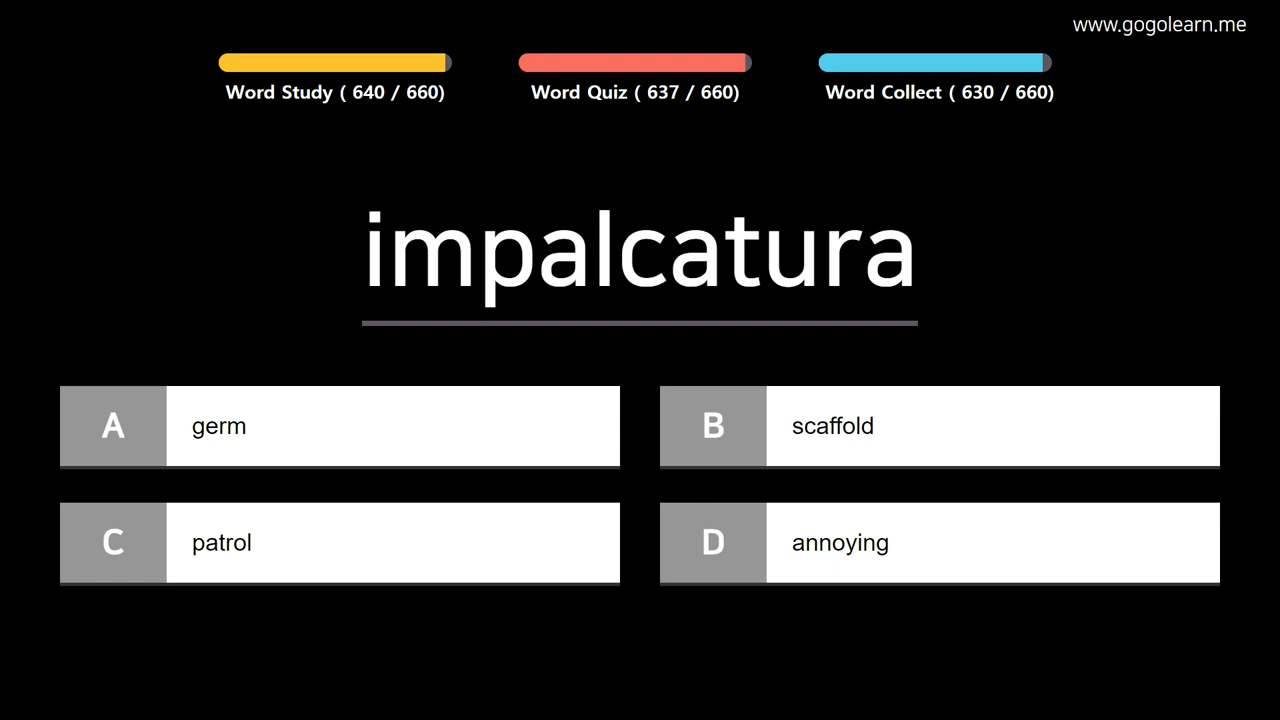 www.gogolearn.me
Word Study ( 640 / 660)
Word Quiz ( 637 / 660)
Word Collect ( 630 / 660)
impalcatura
A germ
B scaffold
C patrol
D annoying